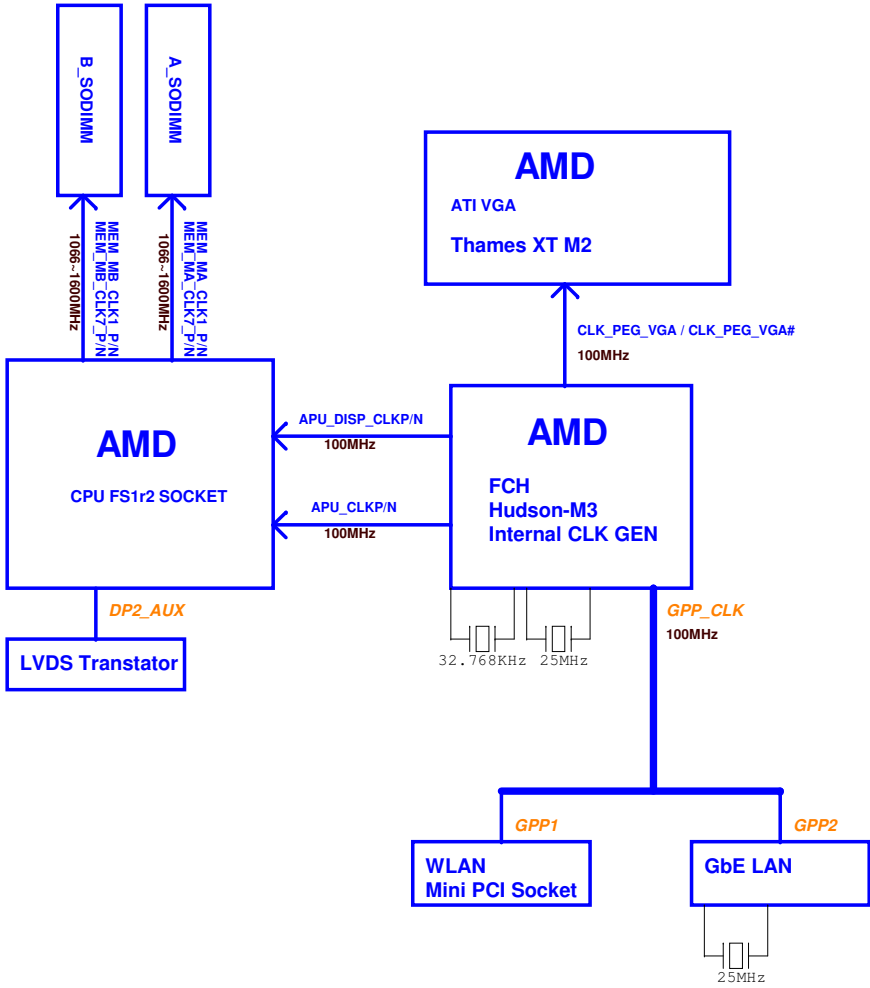 B_SODIMM
A_SODIMM
MEM_MB_CLK1_P/N
MEM_MB_CLK7_P/N
1066~1600MHz
MEM_MA_CLK1_P/N
MEM_MA_CLK7_P/N
1066~1600MHz
AMD
ATI VGA
Thames XT M2
CLK_PEG_VGA / CLK_PEG_VGA#
100MHz
AMD
CPU FS1r2 SOCKET
APU_DISP_CLKP/N
100MHz
APU_CLKP/N
100MHz
AMD
FCH
Hudson-M3
Internal CLK GEN
DP2_AUX
LVDS Transtator
32.768KHz
25MHz
GPP_CLK
100MHz
GPP1
WLAN
Mini PCI Socket
GPP2
GbE LAN
25MHz